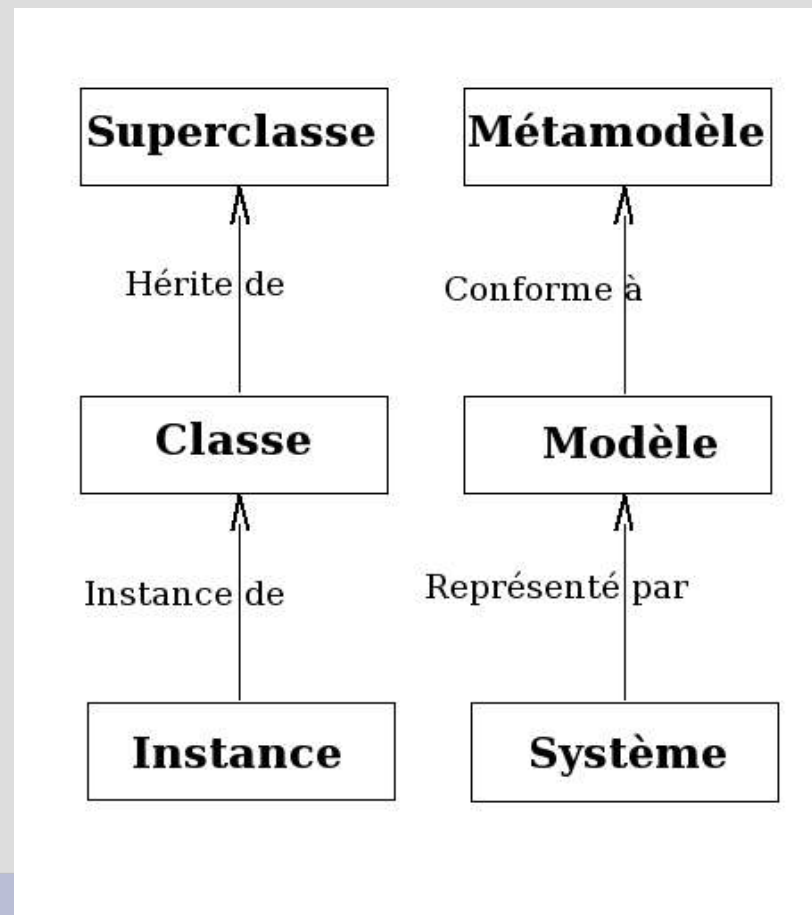 Superclasse
Métamodèle
Hérite de
Conforme à
Classe
Modèle
Instance de
Représenté par
Instance
Système